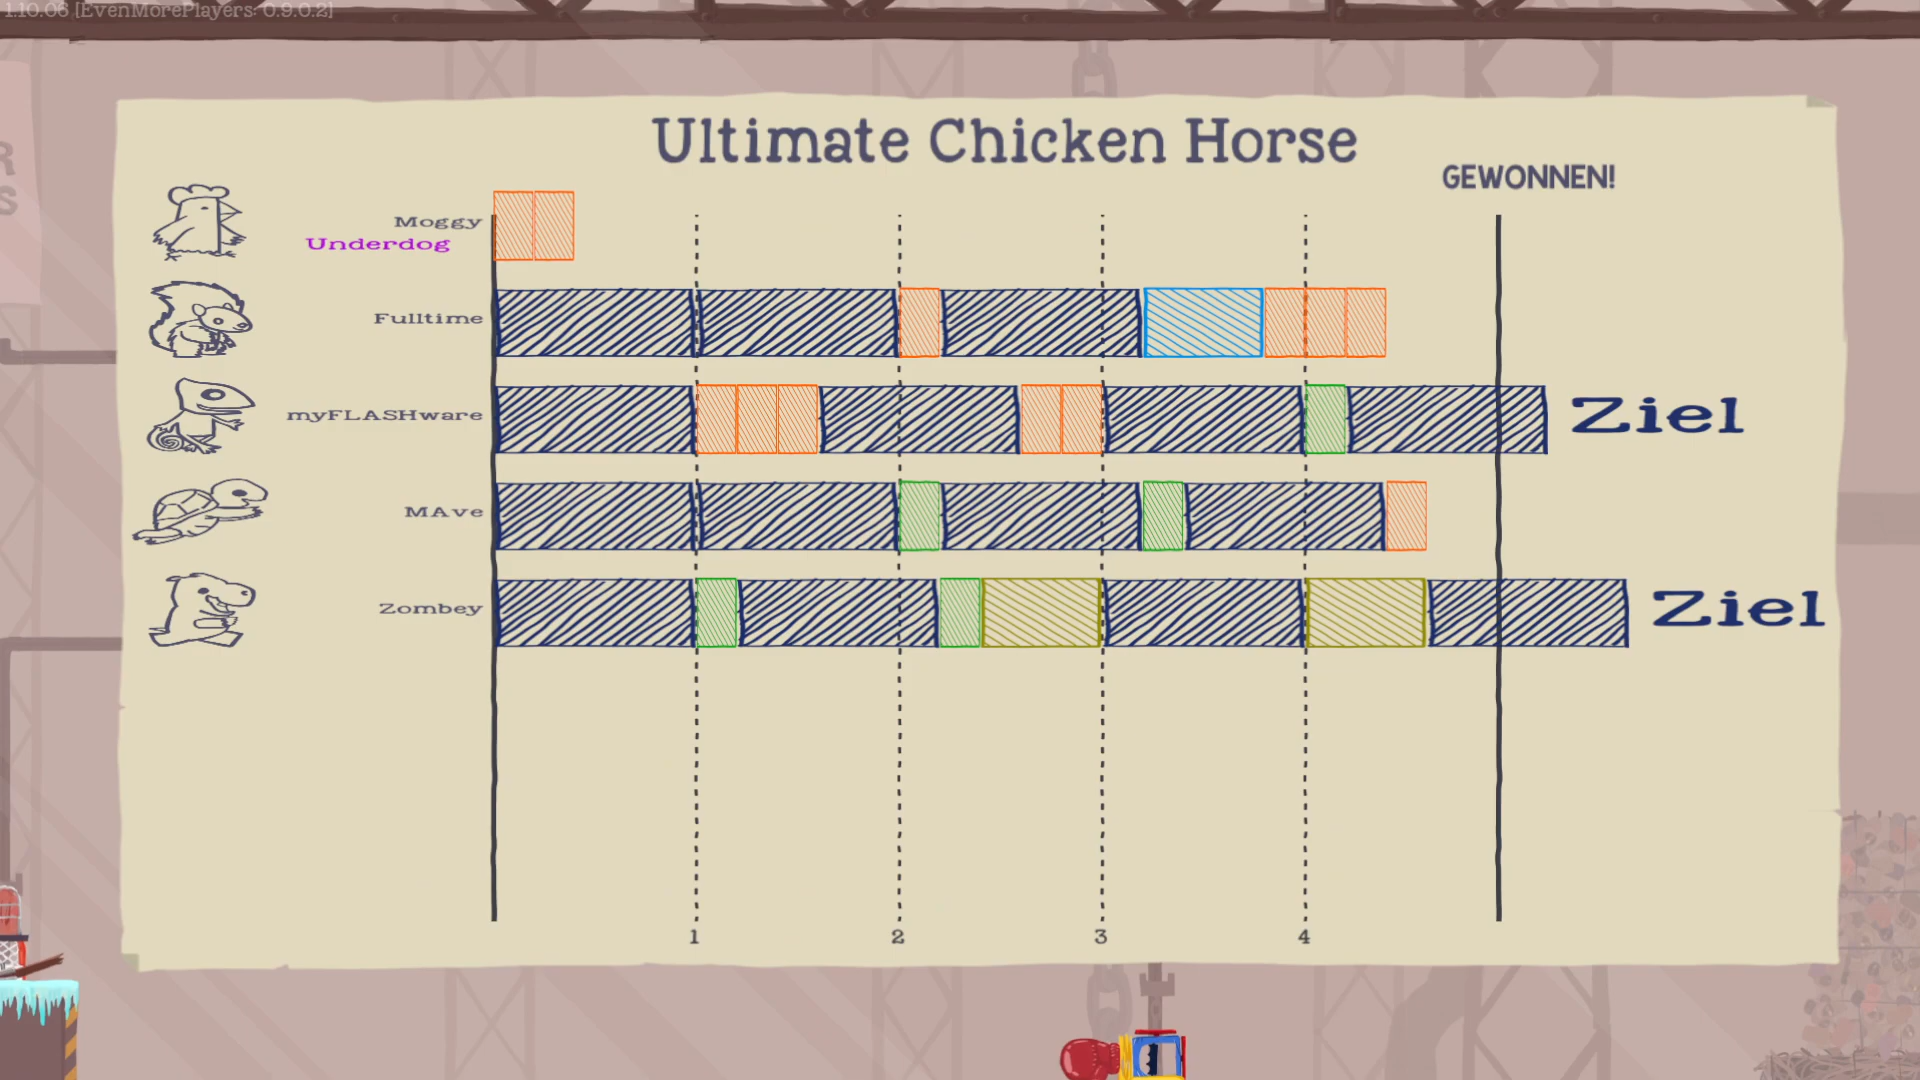 1.10.06 [EvenMorePlayers: 0.9.0.2]
Ultimate Chicken Horse
GEWONNEN!
Moggy
Underdog
Fulltime
myFLASHware
Ziel
MAve
Zombey
Ziel
1 2 3 4
R
S